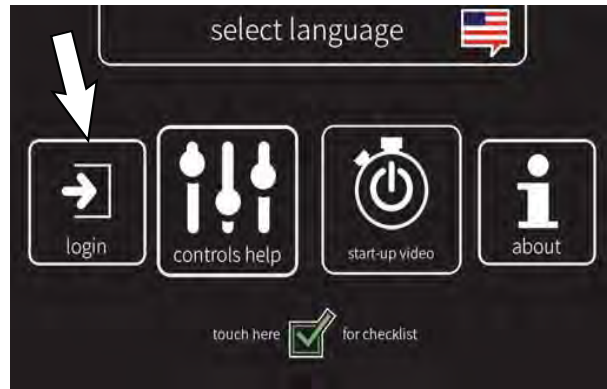 select language
login
controls help
start-up video
about
touch here for checklist